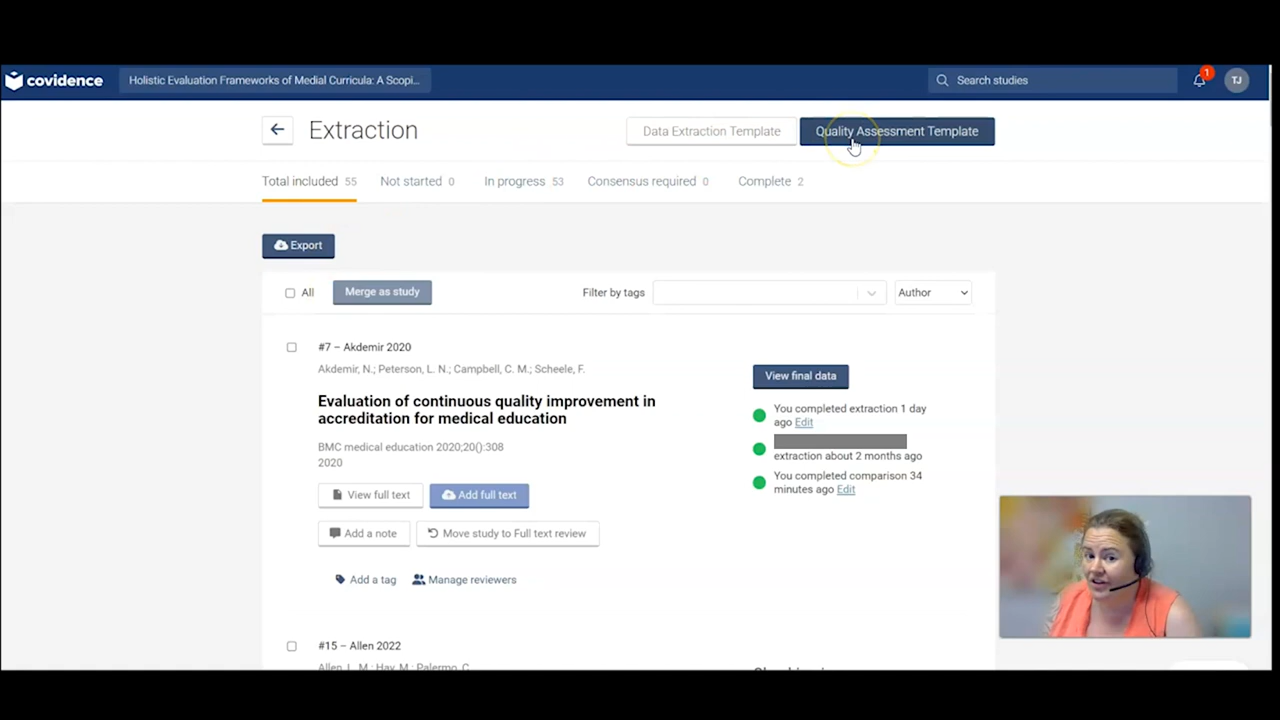 covidence
Holistic Evaluation Frameworks of Medial Curricula: A Scopi...
Search studies
1
TJ
Extraction
Data Extraction Template
Quality Assessment Template
Total included 55
Not started 0
In progress 53
Consensus required 0
Complete 2
Export
All
Merge as study
Filter by tags
Author
#7 – Akdemir 2020
Akdemir, N.; Peterson, L. N.; Campbell, C. M.; Scheele, F.
Evaluation of continuous quality improvement in
accreditation for medical education
BMC medical education 2020;20():308
2020
View full text
Add full text
Add a note
Move study to Full text review
Add a tag
Manage reviewers
View final data
You completed extraction 1 day
ago Edit
extraction about 2 months ago
You completed comparison 34
minutes ago Edit
#15 – Allen 2022
Allen, L. M.; Hay, M.; Palermo, C.